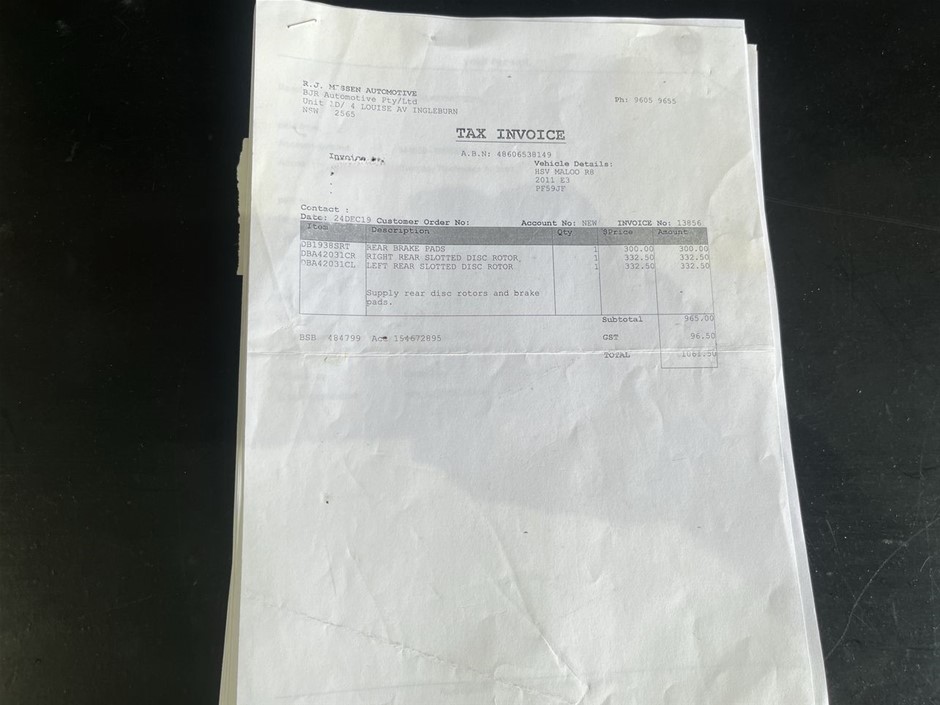 R.J. AUTOMOTIVE
BJR Automotive Pty/Ltd
Unit 1D/ 4 LOUISE AV INGLEBURN
NSW 2565
Ph: 9605 9655
TAX INVOICE
A.B.N: 48606538149
Vehicle Details:
HSV MALOO R8
2011 E3
PF59JF
Contact :
Date: 24DEC19 Customer Order No: Account No: NEW INVOICE No: 13856
Item Description Qty $Price Amount
DB1938SRT REAR BRAKE PADS 1 300.00 300.00
DBA42031CR RIGHT REAR SLOTTED DISC ROTOR 1 332.50 332.50
DBA42031CL LEFT REAR SLOTTED DISC ROTOR 1 332.50 332.50
Supply rear disc rotors and brake
pads.
Subtotal 965.00
BSB 484799 Acc 154672895 GST 96.50
TOTAL 1061.50